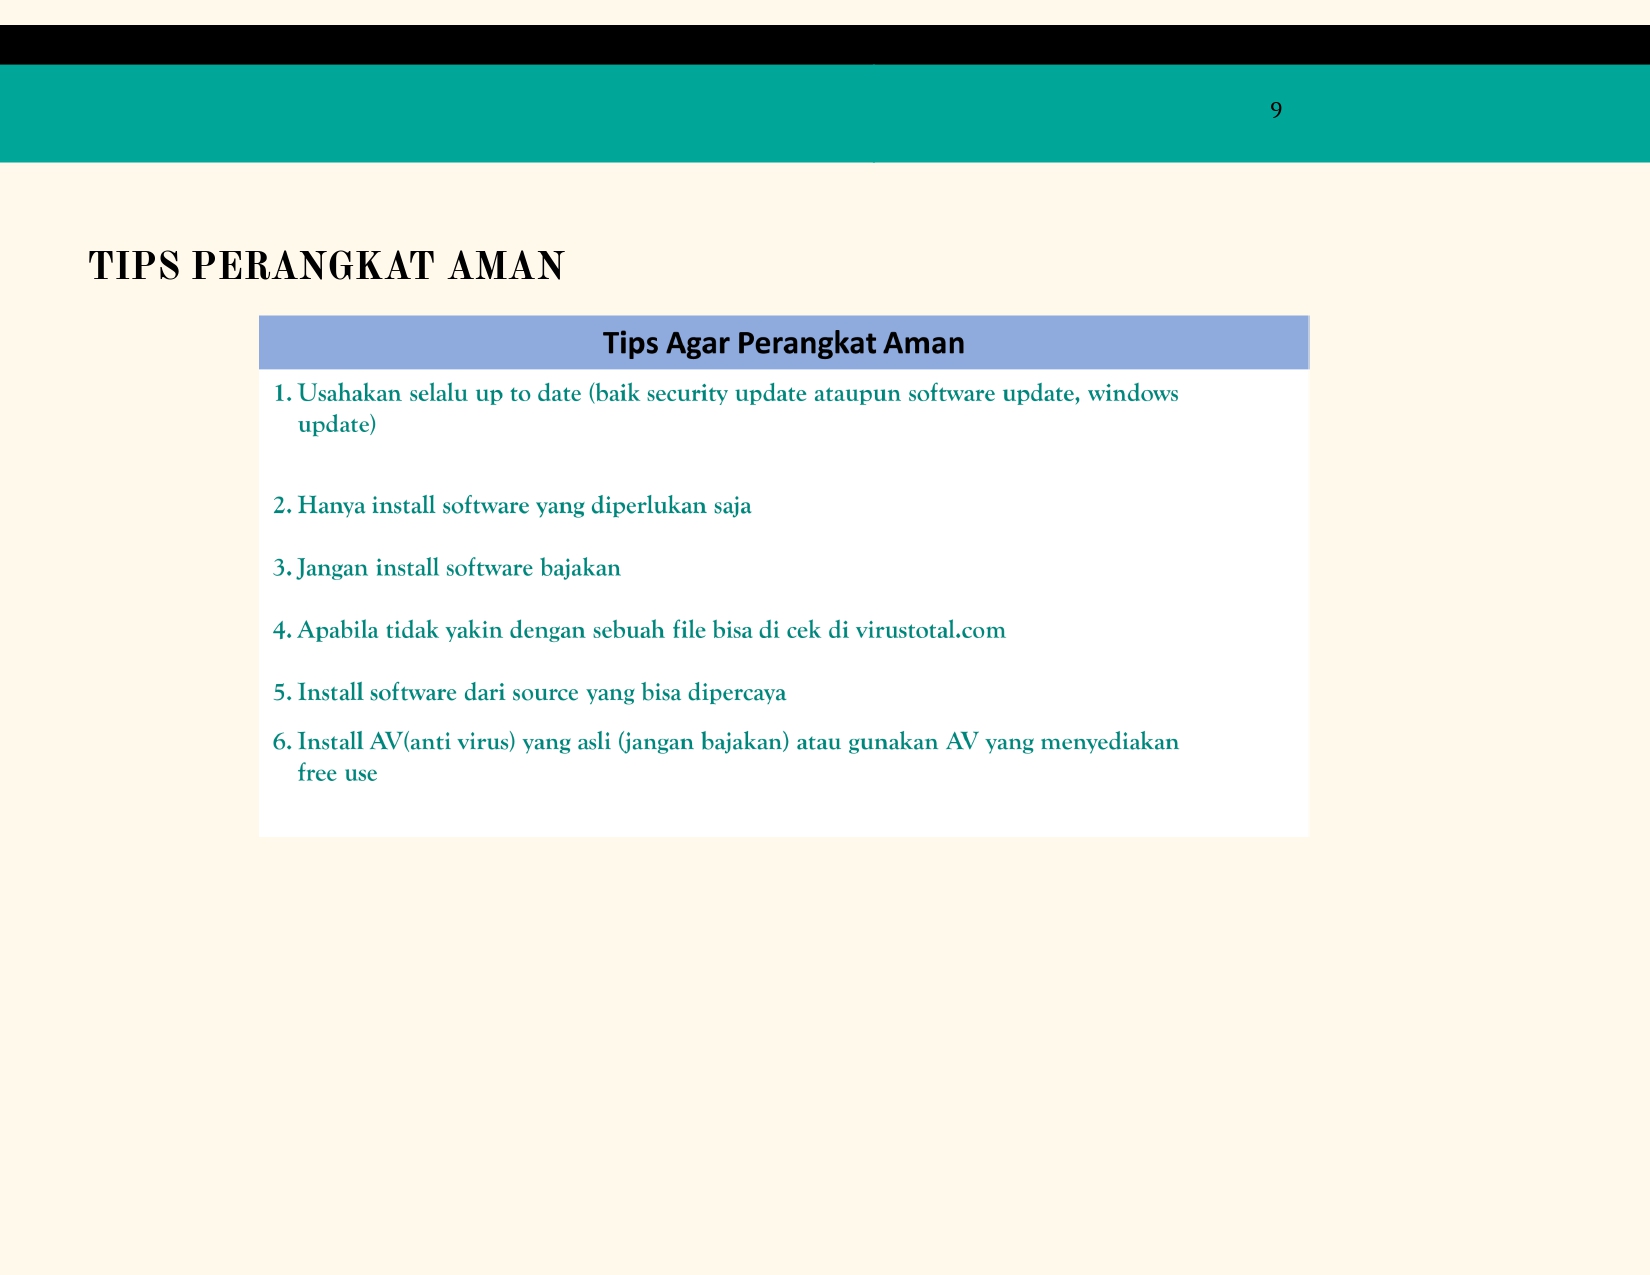 9
TIPS PERANGKAT AMAN
Tips Agar Perangkat Aman
1. Usahakan selalu up to date (baik security update ataupun software update, windows
update)
2. Hanya install software yang diperlukan saja
3. Jangan install software bajakan
4. Apabila tidak yakin dengan sebuah file bisa di cek di virustotal.com
5. Install software dari source yang bisa dipercaya
6. Install AV(anti virus) yang asli (jangan bajakan) atau gunakan AV yang menyediakan
free use